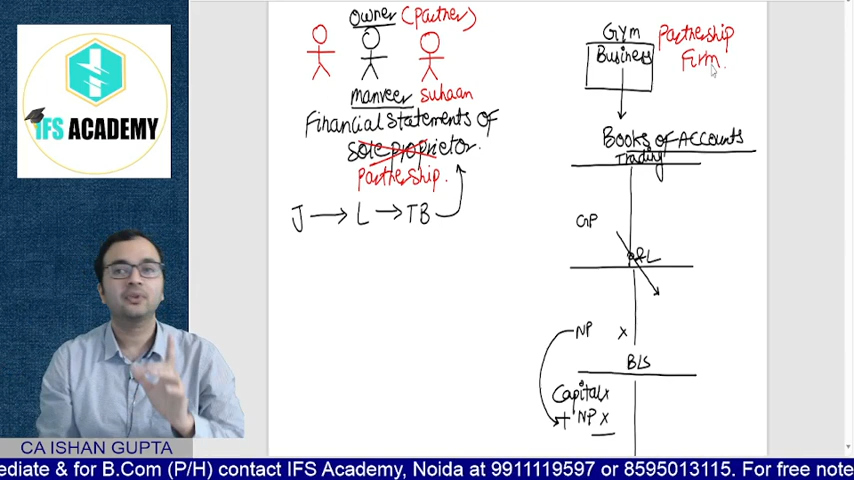 owner (partner)
manveer suhaan
Financial Statements of
sole proprietor.
partnership.
J → L → TB
Gym
Business
Partnership
Firm.
Books of Accounts
Trading
GP
P&L
NP x
BLS
Capital x
+ NP x
IFS ACADEMY
CA ISHAN GUPTA
ediate & for B.Com (P/H) contact IFS Academy, Noida at 9911119597 or 8595013115. For free note